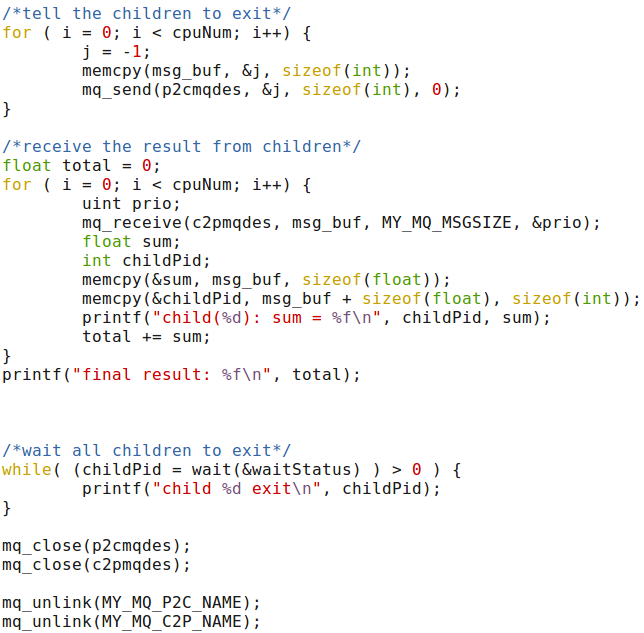 /*tell the children to exit*/
for ( i = 0; i < cpuNum; i++) {
        j = -1;
        memcpy(msg_buf, &j, sizeof(int));
        mq_send(p2cmqdes, &j, sizeof(int), 0);
}

/*receive the result from children*/
float total = 0;
for ( i = 0; i < cpuNum; i++) {
        uint prio;
        mq_receive(c2pmqdes, msg_buf, MY_MQ_MSGSIZE, &prio);
        float sum;
        int childPid;
        memcpy(&sum, msg_buf, sizeof(float));
        memcpy(&childPid, msg_buf + sizeof(float), sizeof(int));
        printf("child(%d): sum = %f\n", childPid, sum);
        total += sum;
}
printf("final result: %f\n", total);

/*wait all children to exit*/
while( (childPid = wait(&waitStatus) ) > 0 ) {
        printf("child %d exit\n", childPid);
}

mq_close(p2cmqdes);
mq_close(c2pmqdes);

mq_unlink(MY_MQ_P2C_NAME);
mq_unlink(MY_MQ_C2P_NAME);